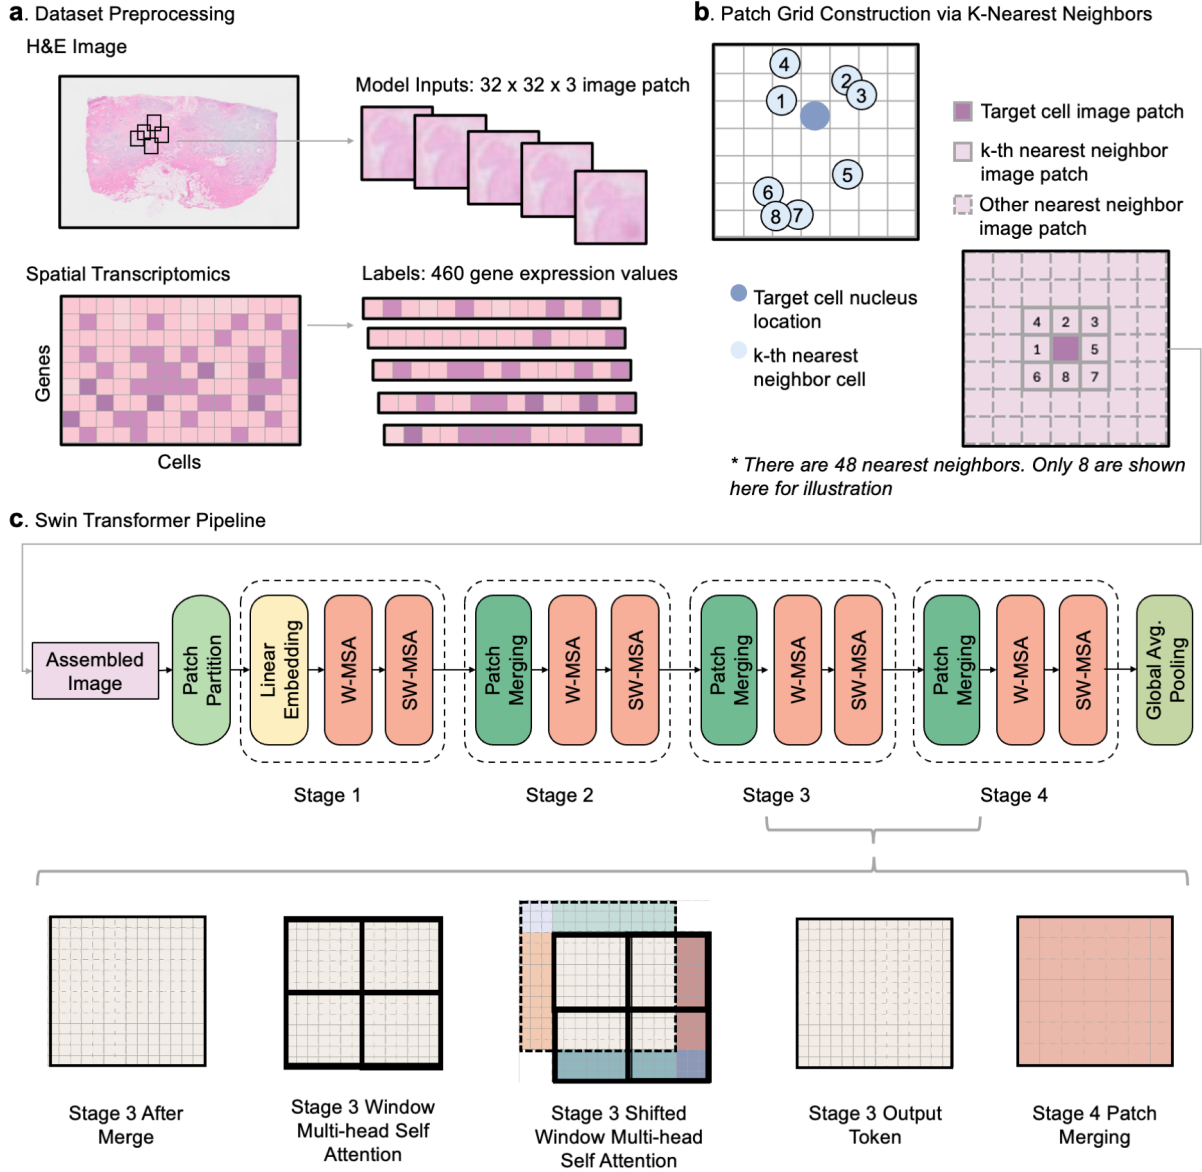 a. Dataset Preprocessing
H&E Image
Model Inputs: 32 x 32 x 3 image patch
Spatial Transcriptomics
Labels: 460 gene expression values
Genes
Cells
b. Patch Grid Construction via K-Nearest Neighbors
4
2
3
1
5
6
8
7
Target cell image patch
k-th nearest neighbor
image patch
Other nearest neighbor
image patch
Target cell nucleus
location
k-th nearest
neighbor cell
4 2 3
1 5
6 8 7
* There are 48 nearest neighbors. Only 8 are shown
here for illustration
c. Swin Transformer Pipeline
Assembled
Image
Patch
Partition
Linear
Embedding
W-MSA
SW-MSA
Patch
Merging
W-MSA
SW-MSA
Patch
Merging
W-MSA
SW-MSA
Patch
Merging
W-MSA
SW-MSA
Global Avg.
Pooling
Stage 1
Stage 2
Stage 3
Stage 4
Stage 3 After
Merge
Stage 3 Window
Multi-head Self
Attention
Stage 3 Shifted
Window Multi-head
Self Attention
Stage 3 Output
Token
Stage 4 Patch
Merging